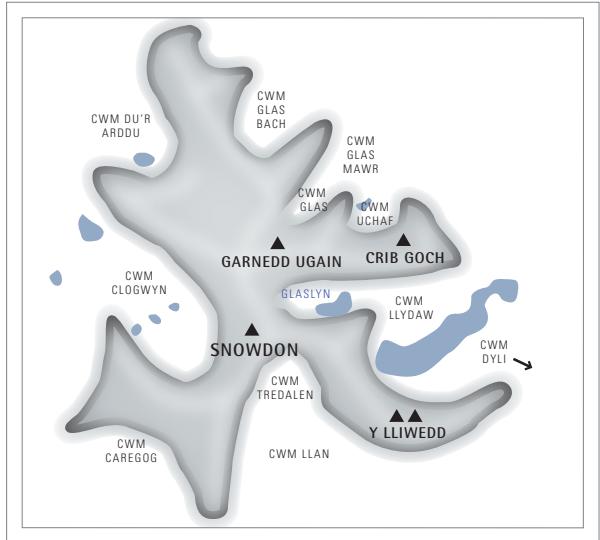 CWM
GLAS
BACH
CWM DU'R
ARDDU
CWM
GLAS
MAWR
CWM
GLAS
CWM
UCHAF
GARNEDD UGAIN
CRIB GOCH
CWM
CLOGWYN
GLASLYN
CWM
LLYDAW
SNOWDON
CWM
DYLI
CWM
TREDALEN
Y LLIWEDD
CWM
CAREGOG
CWM LLAN